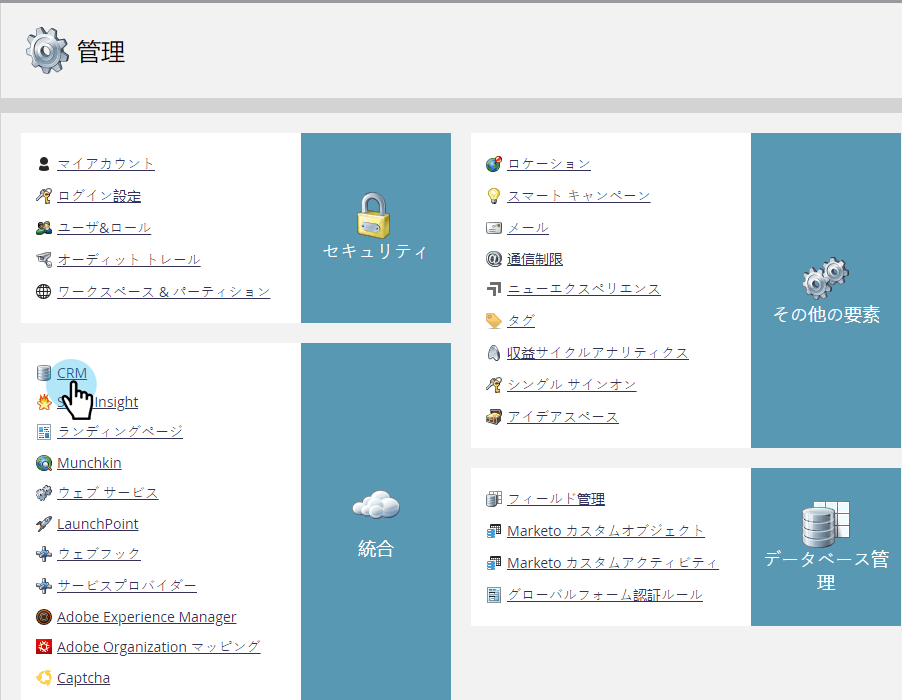 管理
マイアカウント
ログイン設定
ユーザ&ロール
オーディット トレール
ワークスペース & パーティション
セキュリティ
CRM
Insight
ランディングページ
Munchkin
ウェブ サービス
LaunchPoint
ウェブフック
サービスプロバイダー
Adobe Experience Manager
Adobe Organization マッピング
Captcha
統合
ロケーション
スマート キャンペーン
メール
通信制限
ニューエクスペリエンス
タグ
収益サイクルアナリティクス
シングル サインオン
アイデアスペース
その他の要素
フィールド管理
Marketo カスタムオブジェクト
Marketo カスタムアクティビティ
グローバルフォーム認証ルール
データベース管
理